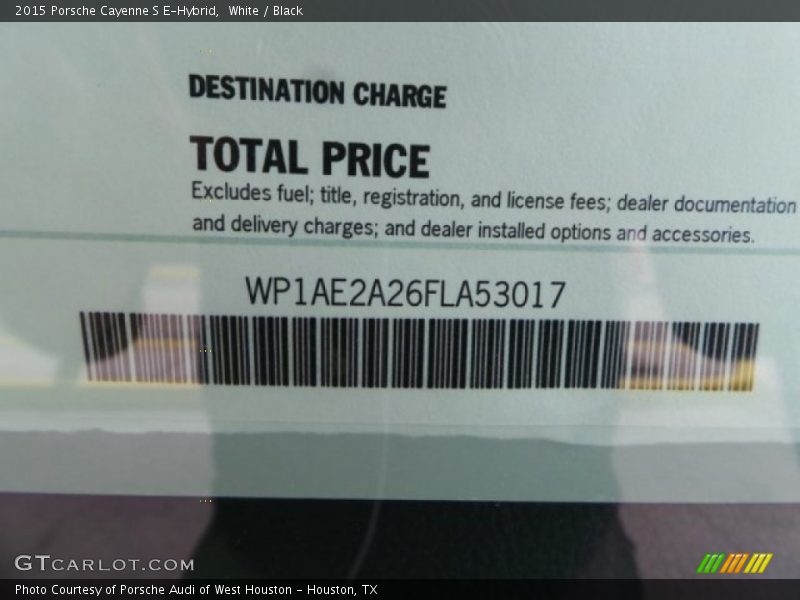 2015 Porsche Cayenne S E-Hybrid, White / Black
DESTINATION CHARGE
TOTAL PRICE
Excludes fuel; title, registration, and license fees; dealer documentation
and delivery charges; and dealer installed options and accessories.
WP1AE2A26FLA53017
GTCARLOT.COM
Photo Courtesy of Porsche Audi of West Houston - Houston, TX